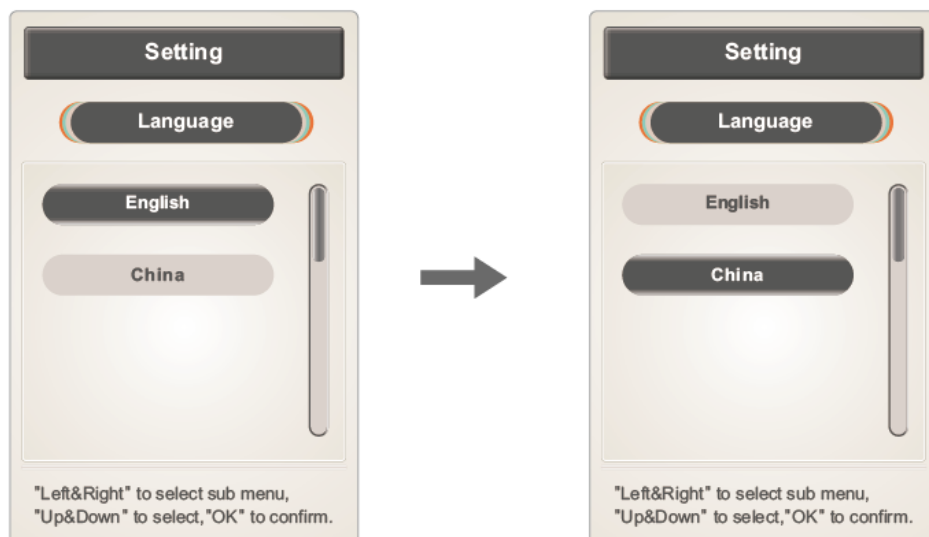 Setting
Language
English
China
"Left&Right" to select sub menu,
"Up&Down" to select,"OK" to confirm.
Setting
Language
English
China
"Left&Right" to select sub menu,
"Up&Down" to select,"OK" to confirm.